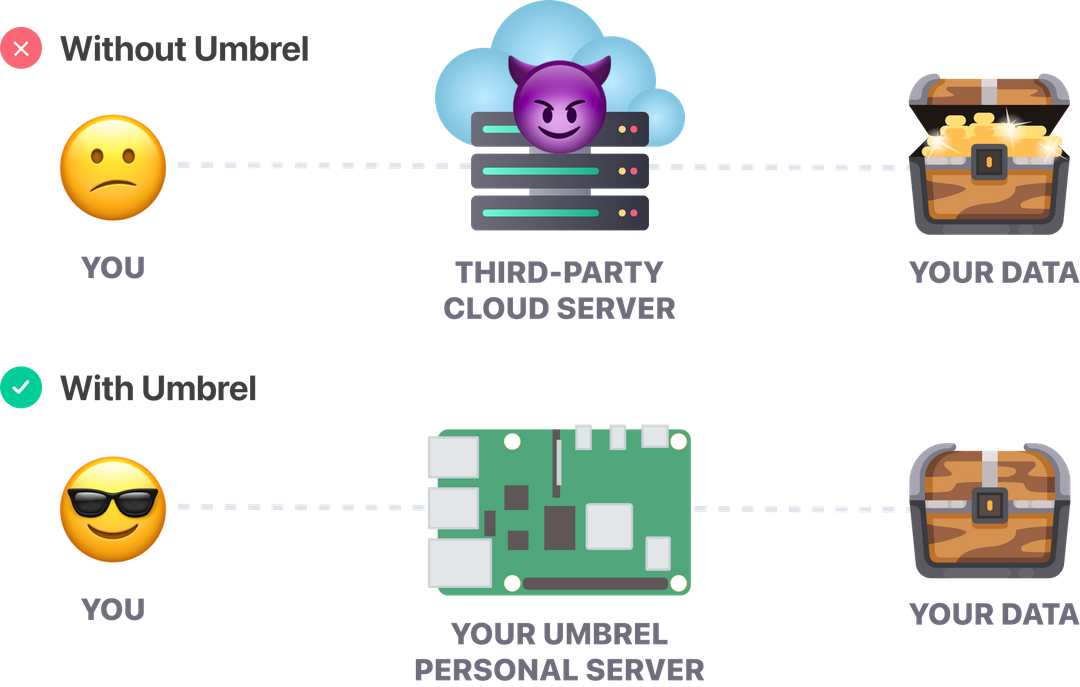 Without Umbrel
YOU
THIRD-PARTY
CLOUD SERVER
YOUR DATA
With Umbrel
YOU
YOUR UMBREL
PERSONAL SERVER
YOUR DATA